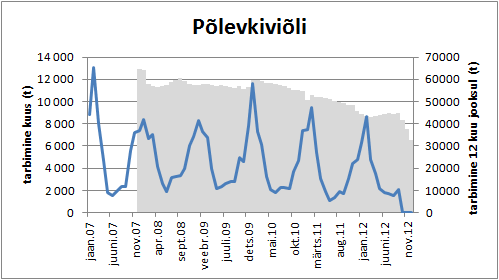 Põlevkiviõli
tarbimine kuus (t)
14 000
12 000
10 000
8 000
6 000
4 000
2 000
0
70000
60000
50000
40000
30000
20000
10000
0
tarbimine 12 kuu jooksul (t)
jaan.07
juuni.07
nov.07
apr.08
sept.08
veebr.09
juuli.09
dets.09
mai.10
okt.10
märts.11
aug.11
jaan.12
juuni.12
nov.12